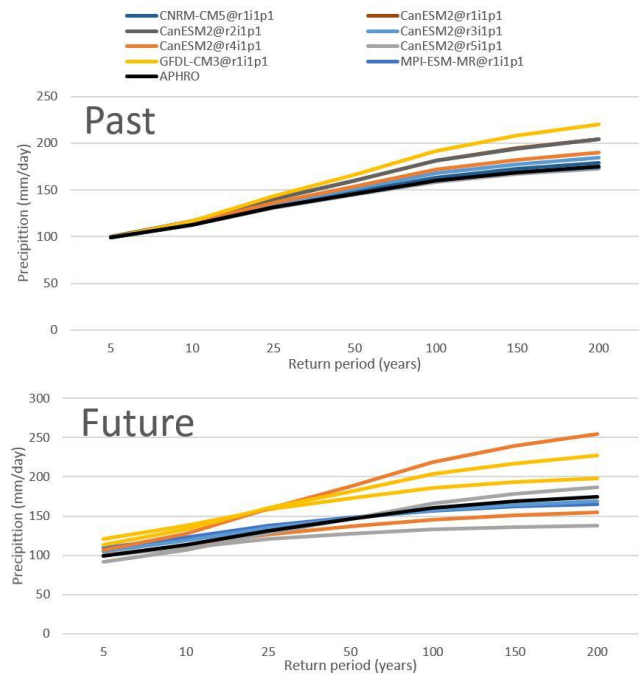 CNRM-CM5@r1i1p1 CanESM2@r1i1p1
CanESM2@r2i1p1 CanESM2@r3i1p1
CanESM2@r4i1p1 CanESM2@r5i1p1
GFDL-CM3@r1i1p1 MPI-ESM-MR@r1i1p1
APHRO
Past
Precipittion (mm/day)
250
200
150
100
50
0
5 10 25 50 100 150 200
Return period (years)
Future
Precipittion (mm/day)
300
250
200
150
100
50
0
5 10 25 50 100 150 200
Return period (years)